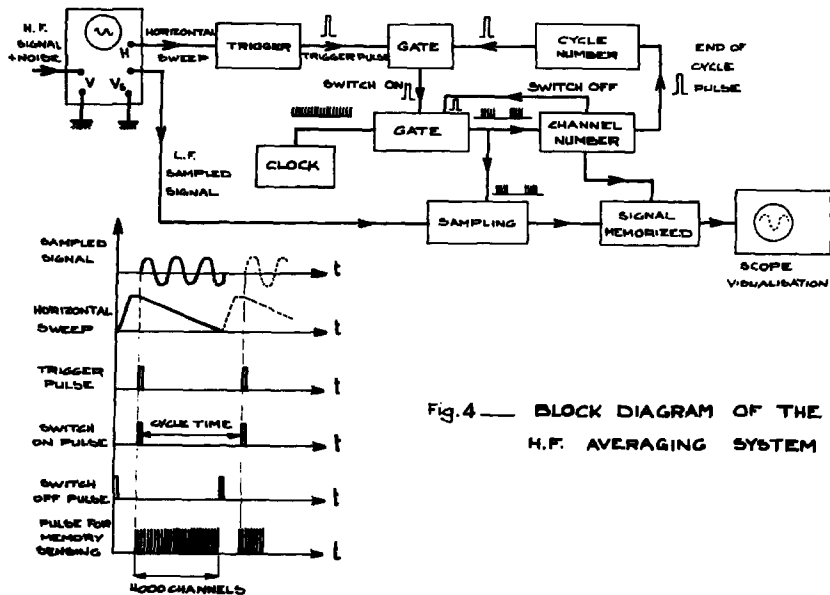 H.F.
SIGNAL
+NOISE
V
H
Vs
HORIZONTAL
SWEEP
TRIGGER
TRIGGER PULSE
GATE
CYCLE
NUMBER
END OF
CYCLE
PULSE
SWITCH ON
SWITCH OFF
GATE
CHANNEL
NUMBER
CLOCK
L.F.
SAMPLED
SIGNAL
SAMPLING
SIGNAL
MEMORIZED
SCOPE
VISUALISATION
SAMPLED
SIGNAL
t
HORIZONTAL
SWEEP
t
TRIGGER
PULSE
t
SWITCH
ON PULSE
CYCLE TIME
t
SWITCH
OFF PULSE
t
PULSE FOR
MEMORY
SENSING
t
4000 CHANNELS
Fig.4 — BLOCK DIAGRAM OF THE
H.F. AVERAGING SYSTEM